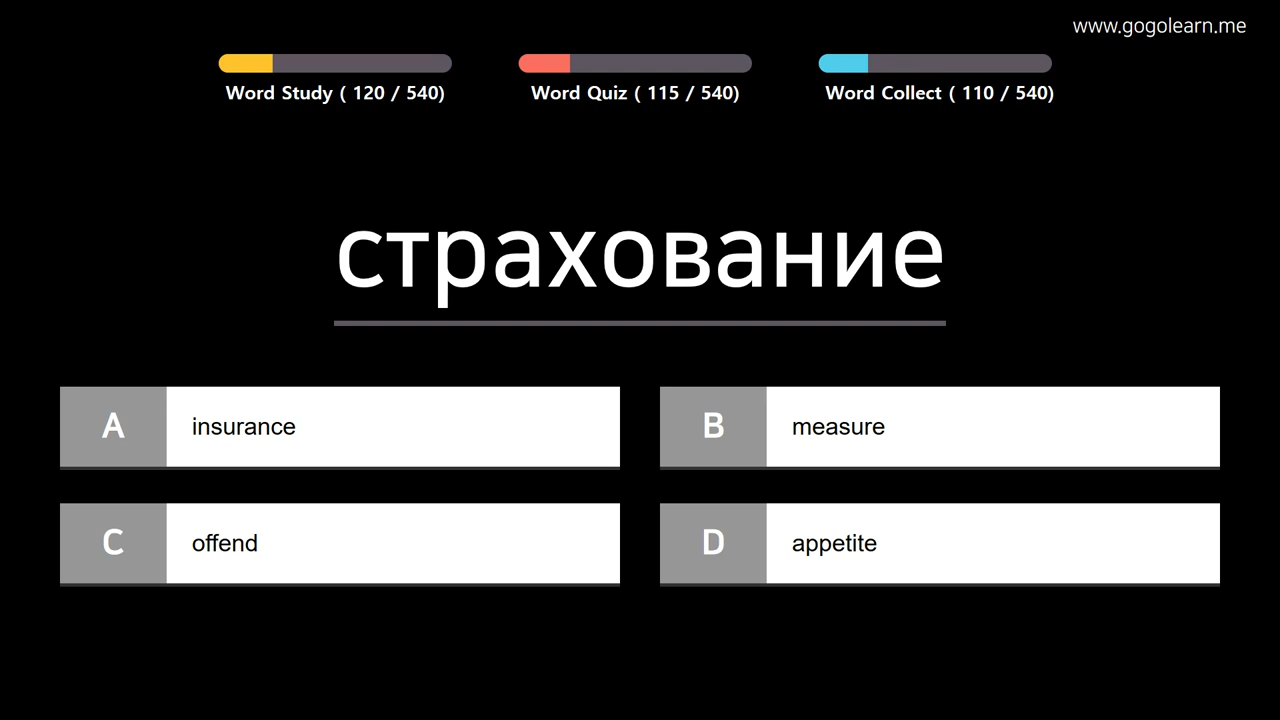 www.gogolearn.me
Word Study ( 120 / 540)
Word Quiz ( 115 / 540)
Word Collect ( 110 / 540)
страхование
A insurance
B measure
C offend
D appetite